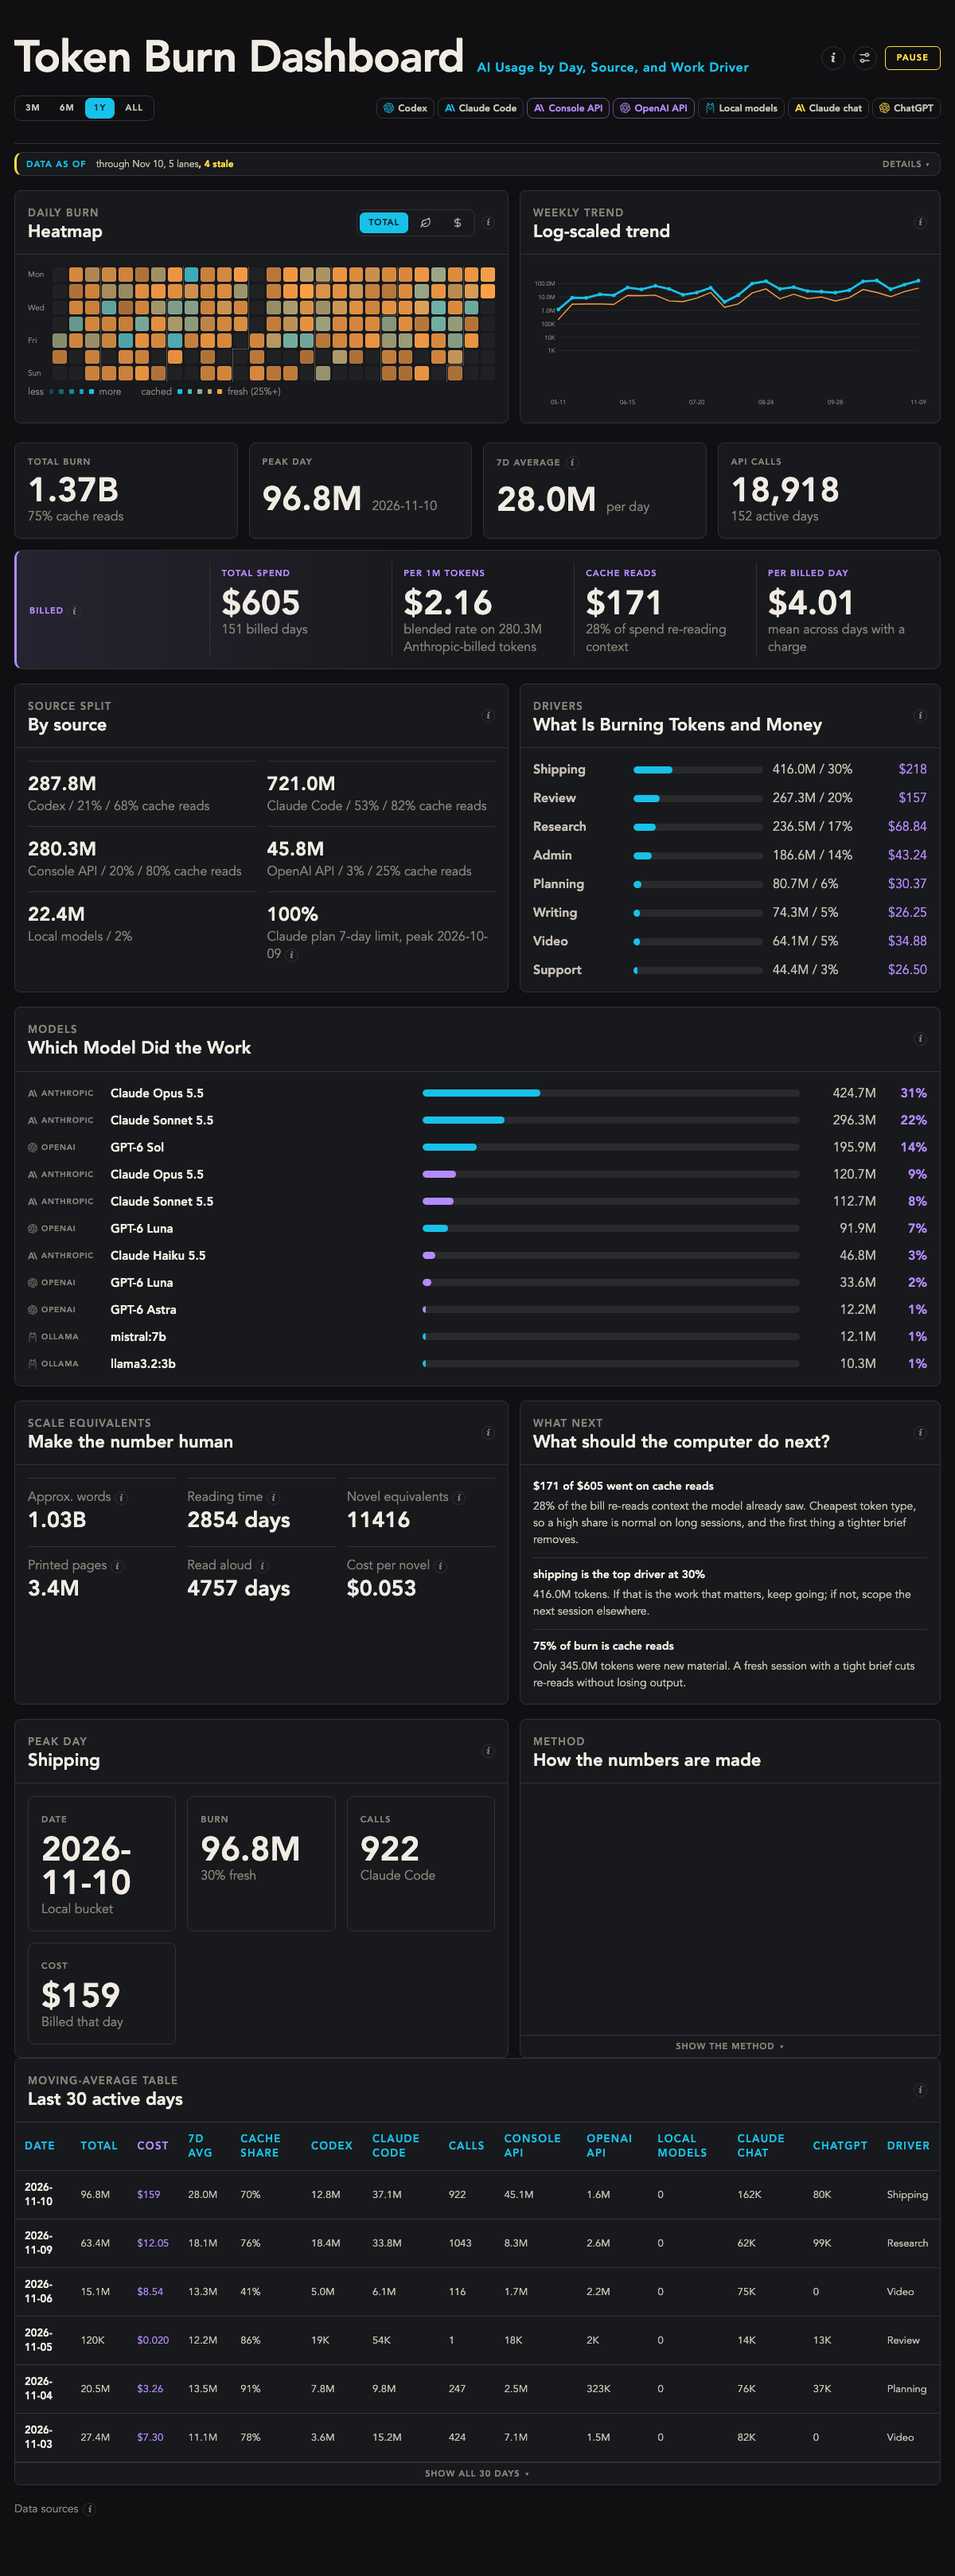 Token Burn Dashboard AI Usage by Day, Source, and Work Driver
i PAUSE
3M 6M 1Y ALL
Codex Claude Code Console API OpenAI API Local models Claude chat ChatGPT
DATA AS OF through Nov 10, 5 lanes, 4 stale DETAILS
DAILY BURN
Heatmap
TOTAL $ i
Mon
Wed
Fri
Sun
less more cached fresh (25%+)
WEEKLY TREND
Log-scaled trend
i
100.0M
10.0M
1.0M
100K
10K
1K
05-11 06-15 07-20 08-24 09-28 11-09
TOTAL BURN
1.37B
75% cache reads
PEAK DAY
96.8M 2026-11-10
7D AVERAGE i
28.0M per day
API CALLS
18,918
152 active days
BILLED i
TOTAL SPEND
$605
151 billed days
PER 1M TOKENS
$2.16
blended rate on 280.3M
Anthropic-billed tokens
CACHE READS
$171
28% of spend re-reading
context
PER BILLED DAY
$4.01
mean across days with a
charge
SOURCE SPLIT
By source
i
287.8M
Codex / 21% / 68% cache reads
721.0M
Claude Code / 53% / 82% cache reads
280.3M
Console API / 20% / 80% cache reads
45.8M
OpenAI API / 3% / 25% cache reads
22.4M
Local models / 2%
100%
Claude plan 7-day limit, peak 2026-10-
09 i
DRIVERS
What Is Burning Tokens and Money
i
Shipping 416.0M / 30% $218
Review 267.3M / 20% $157
Research 236.5M / 17% $68.84
Admin 186.6M / 14% $43.24
Planning 80.7M / 6% $30.37
Writing 74.3M / 5% $26.25
Video 64.1M / 5% $34.88
Support 44.4M / 3% $26.50
MODELS
Which Model Did the Work
i
ANTHROPIC Claude Opus 5.5 424.7M 31%
ANTHROPIC Claude Sonnet 5.5 296.3M 22%
OPENAI GPT-6 Sol 195.9M 14%
ANTHROPIC Claude Opus 5.5 120.7M 9%
ANTHROPIC Claude Sonnet 5.5 112.7M 8%
OPENAI GPT-6 Luna 91.9M 7%
ANTHROPIC Claude Haiku 5.5 46.8M 3%
OPENAI GPT-6 Luna 33.6M 2%
OPENAI GPT-6 Astra 12.2M 1%
OLLAMA mistral:7b 12.1M 1%
OLLAMA llama3.2:3b 10.3M 1%
SCALE EQUIVALENTS
Make the number human
i
Approx. words i
1.03B
Reading time i
2854 days
Novel equivalents i
11416
Printed pages i
3.4M
Read aloud i
4757 days
Cost per novel i
$0.053
WHAT NEXT
What should the computer do next?
i
$171 of $605 went on cache reads
28% of the bill re-reads context the model already saw. Cheapest token type,
so a high share is normal on long sessions, and the first thing a tighter brief
removes.
shipping is the top driver at 30%
416.0M tokens. If that is the work that matters, keep going; if not, scope the
next session elsewhere.
75% of burn is cache reads
Only 345.0M tokens were new material. A fresh session with a tight brief cuts
re-reads without losing output.
PEAK DAY
Shipping
i
DATE
2026-
11-10
Local bucket
BURN
96.8M
30% fresh
CALLS
922
Claude Code
COST
$159
Billed that day
METHOD
How the numbers are made
SHOW THE METHOD
MOVING-AVERAGE TABLE
Last 30 active days
i
DATE TOTAL COST 7D AVG CACHE SHARE CODEX CLAUDE CODE CALLS CONSOLE API OPENAI API LOCAL MODELS CLAUDE CHAT CHATGPT DRIVER
2026-11-10 96.8M $159 28.0M 70% 12.8M 37.1M 922 45.1M 1.6M 0 162K 80K Shipping
2026-11-09 63.4M $12.05 18.1M 76% 18.4M 33.8M 1043 8.3M 2.6M 0 62K 99K Research
2026-11-06 15.1M $8.54 13.3M 41% 5.0M 6.1M 116 1.7M 2.2M 0 75K 0 Video
2026-11-05 120K $0.020 12.2M 86% 19K 54K 1 18K 2K 0 14K 13K Review
2026-11-04 20.5M $3.26 13.5M 91% 7.8M 9.8M 247 2.5M 323K 0 76K 37K Planning
2026-11-03 27.4M $7.30 11.1M 78% 3.6M 15.2M 424 7.1M 1.5M 0 82K 0 Video
SHOW ALL 30 DAYS
Data sources i